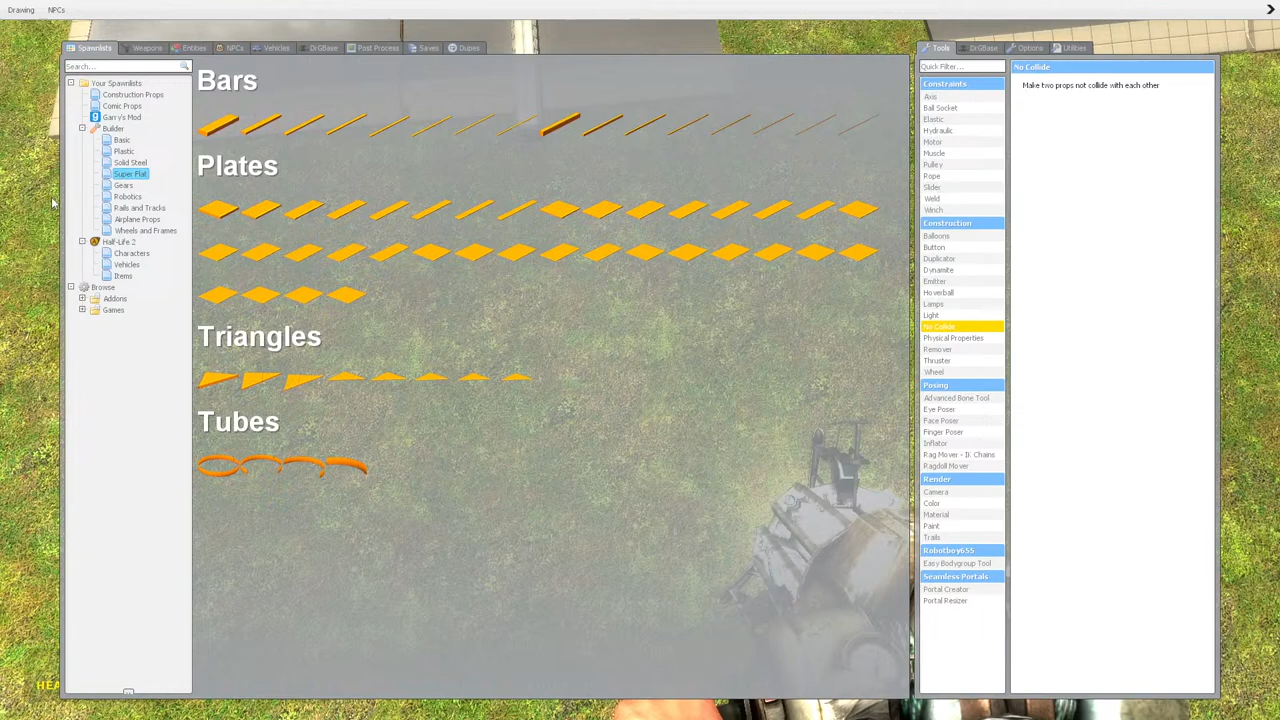 Drawing NPCs
Spawnlists Weapons Entities NPCs Vehicles DrGBase Post Process Saves Dupes
Search...
Your Spawnlists
Construction Props
Comic Props
Garry's Mod
Builder
Basic
Plastic
Solid Steel
Super Flat
Gears
Robotics
Rails and Tracks
Airplane Props
Wheels and Frames
Half-Life 2
Characters
Vehicles
Items
Browse
Addons
Games
Bars
Plates
Triangles
Tubes
Tools DrGBase Options Utilities
Quick Filter...
Constraints
Axis
Ball Socket
Elastic
Hydraulic
Motor
Muscle
Pulley
Rope
Slider
Weld
Winch
Construction
Balloons
Button
Duplicator
Dynamite
Emitter
Hoverball
Lamps
Light
No Collide
Physical Properties
Remover
Thruster
Wheel
Posing
Advanced Bone Tool
Eye Poser
Face Poser
Finger Poser
Inflator
Rag Mover - IK Chains
Ragdoll Mover
Render
Camera
Color
Material
Paint
Trails
Robotboy655
Easy Bodygroup Tool
Seamless Portals
Portal Creator
Portal Resizer
No Collide
Make two props not collide with each other
HEA